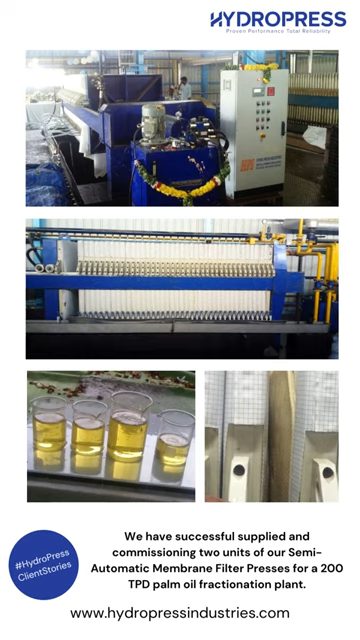 HYDROPRESS
Proven Performance Total Reliability
HPS
#HydroPress
ClientStories
We have successful supplied and
commissioning two units of our Semi-
Automatic Membrane Filter Presses for a 200
TPD palm oil fractionation plant.
www.hydropressindustries.com